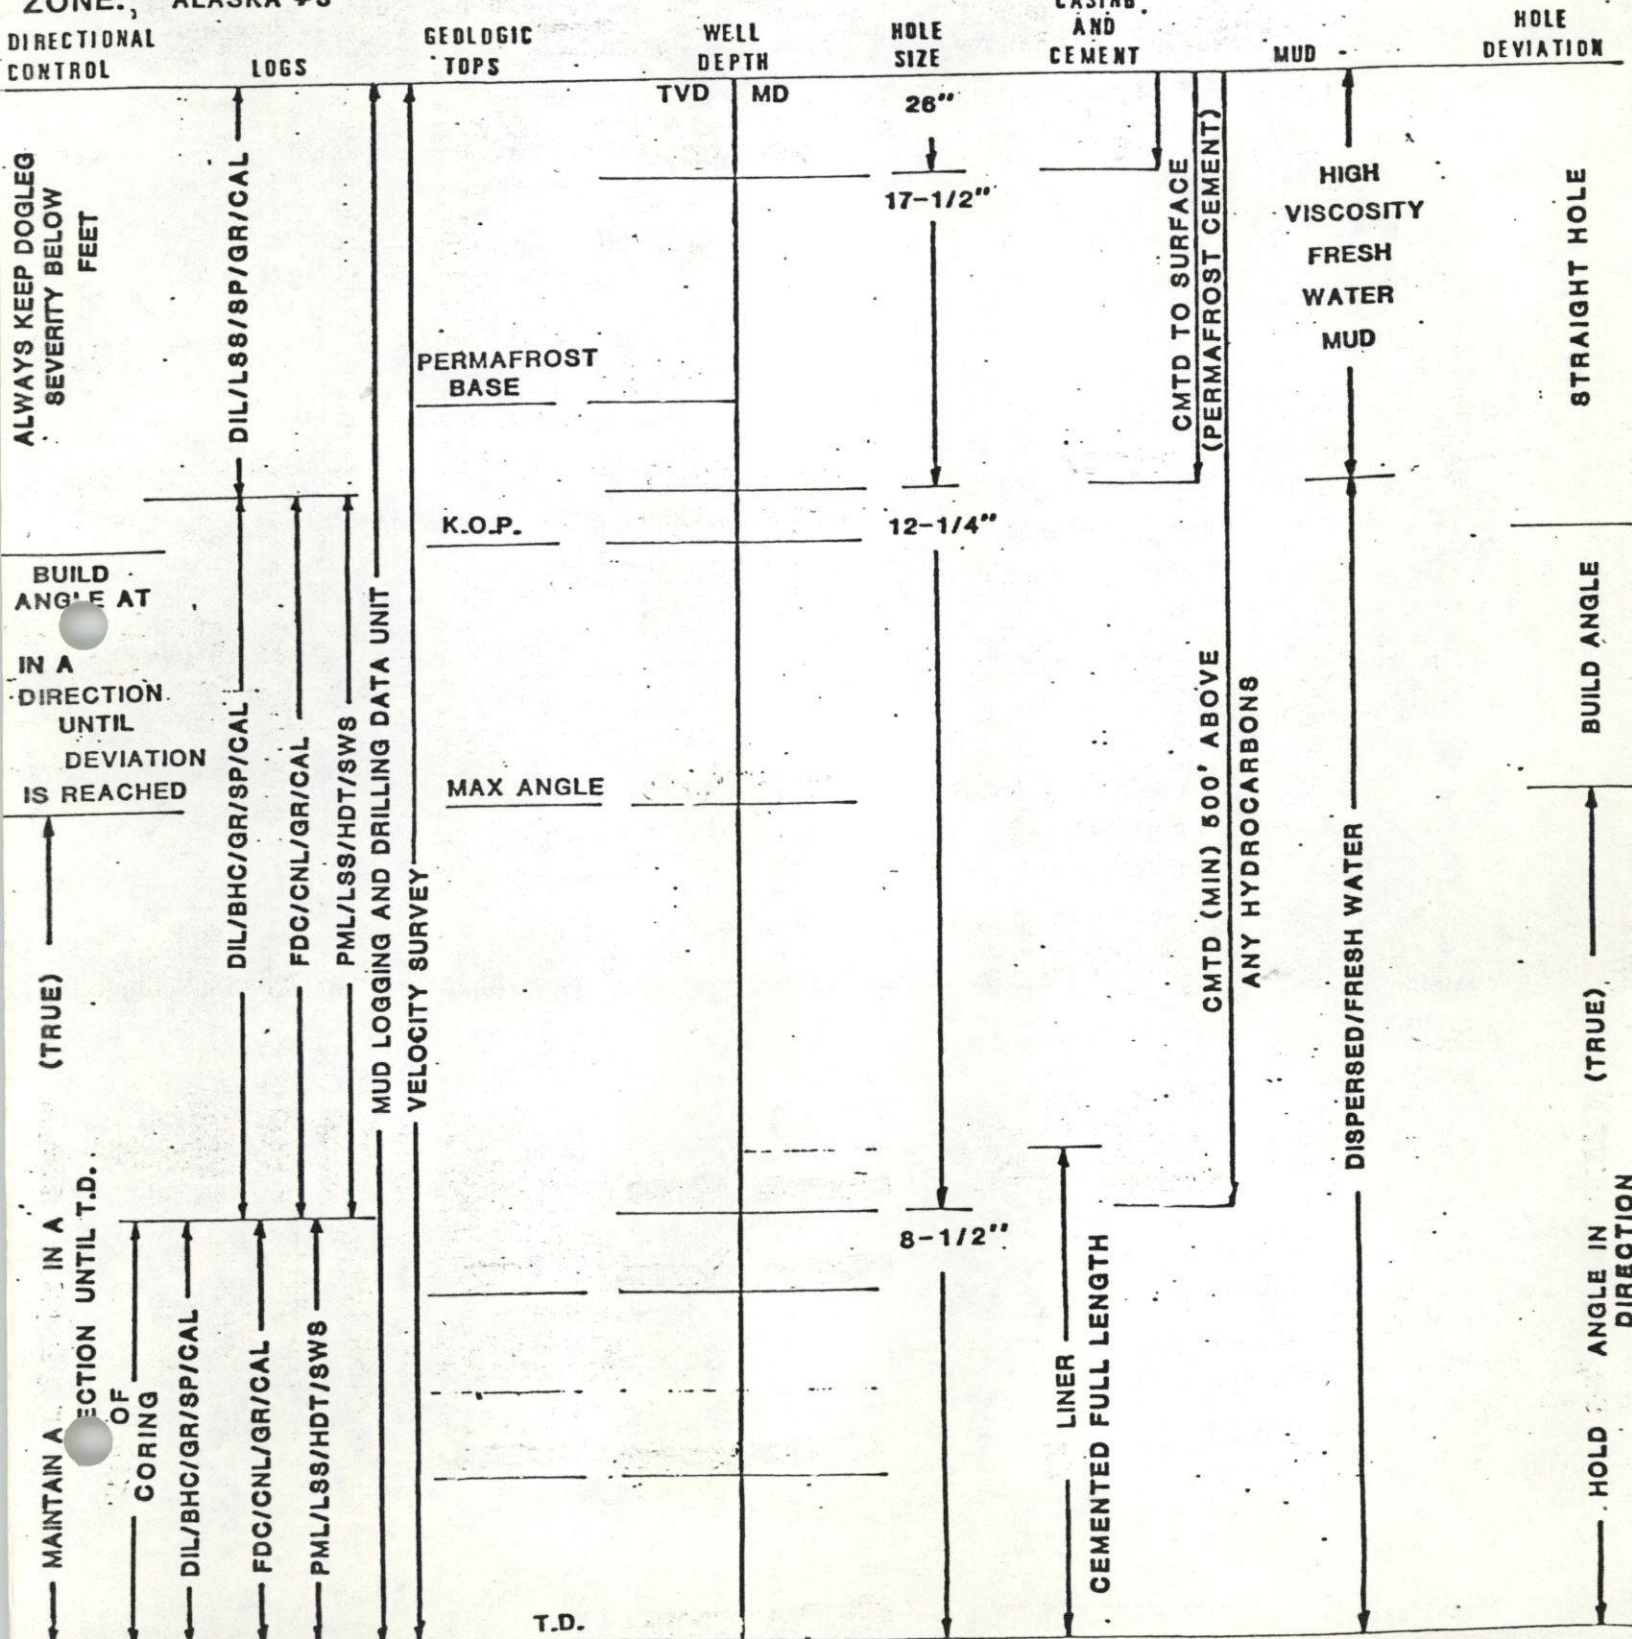 ZONE.,
ALASKA
DIRECTIONAL
CONTROL
LOGS
GEOLOGIC
TOPS
WELL
DEPTH
HOLE
SIZE
CASING
AND
CEMENT
MUD
HOLE
DEVIATION
TVD
MD
ALWAYS KEEP DOGLEG
SEVERITY BELOW
FEET
BUILD
ANGLE AT
IN A
DIRECTION
UNTIL
DEVIATION
IS REACHED
(TRUE)
MAINTAIN A IN A
ECTION UNTIL T.D.
OF
CORING
DIL/LSS/SP/GR/CAL
DIL/BHC/GR/SP/CAL
FDC/CNL/GR/CAL
PML/LSS/HDT/SWS
MUD LOGGING AND DRILLING DATA UNIT
VELOCITY SURVEY
DIL/BHC/GR/SP/CAL
FDC/CNL/GR/CAL
PML/LSS/HDT/SWS
PERMAFROST
BASE
K.O.P.
MAX ANGLE
T.D.
26"
17-1/2"
12-1/4"
8-1/2"
CMTD TO SURFACE
(PERMAFROST CEMENT)
CMTD (MIN) 500' ABOVE
ANY HYDROCARBONS
LINER
CEMENTED FULL LENGTH
HIGH
VISCOSITY
FRESH
WATER
MUD
DISPERSED/FRESH WATER
STRAIGHT HOLE
BUILD ANGLE
(TRUE)
HOLD ANGLE IN
DIRECTION